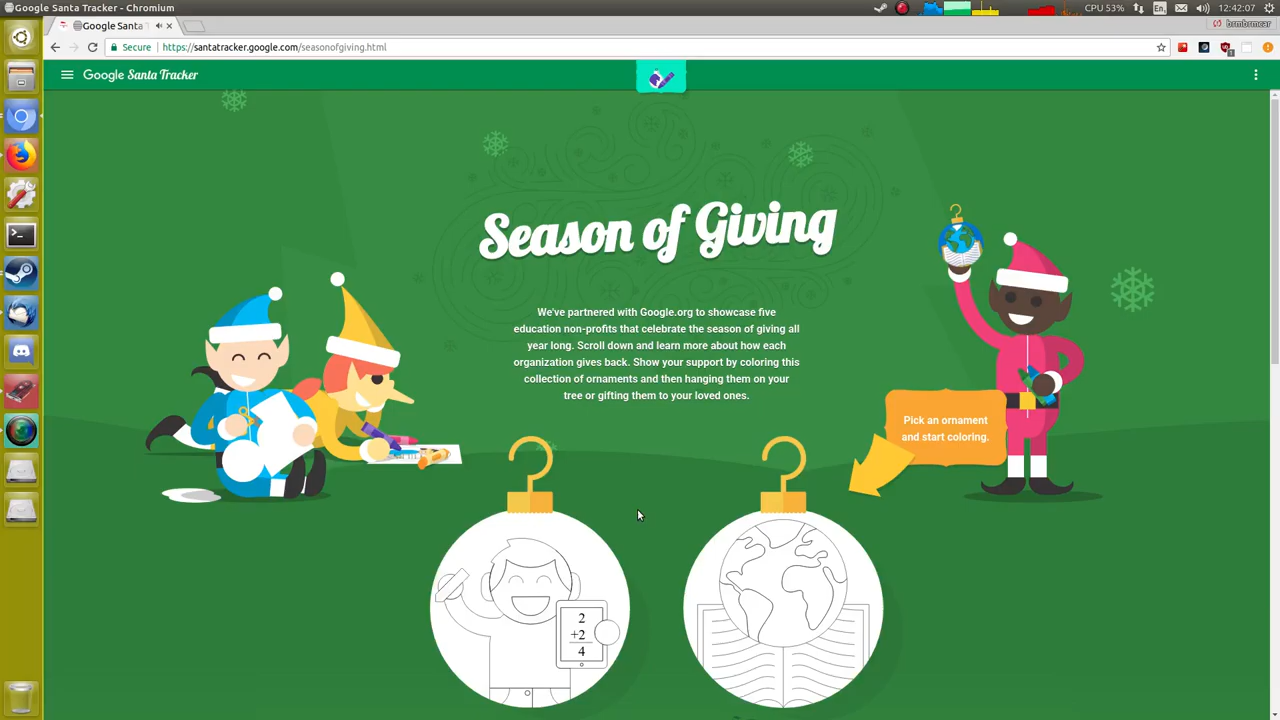 Google Santa Tracker - Chromium
CPU 53%
En
12:42:07
Google Santa T
brmbrmcar
Secure
https://santatracker.google.com/seasonofgiving.html
Google Santa Tracker
Season of Giving
We've partnered with Google.org to showcase five
education non-profits that celebrate the season of giving all
year long. Scroll down and learn more about how each
organization gives back. Show your support by coloring this
collection of ornaments and then hanging them on your
tree or gifting them to your loved ones.
Pick an ornament
and start coloring.
2
+2
4